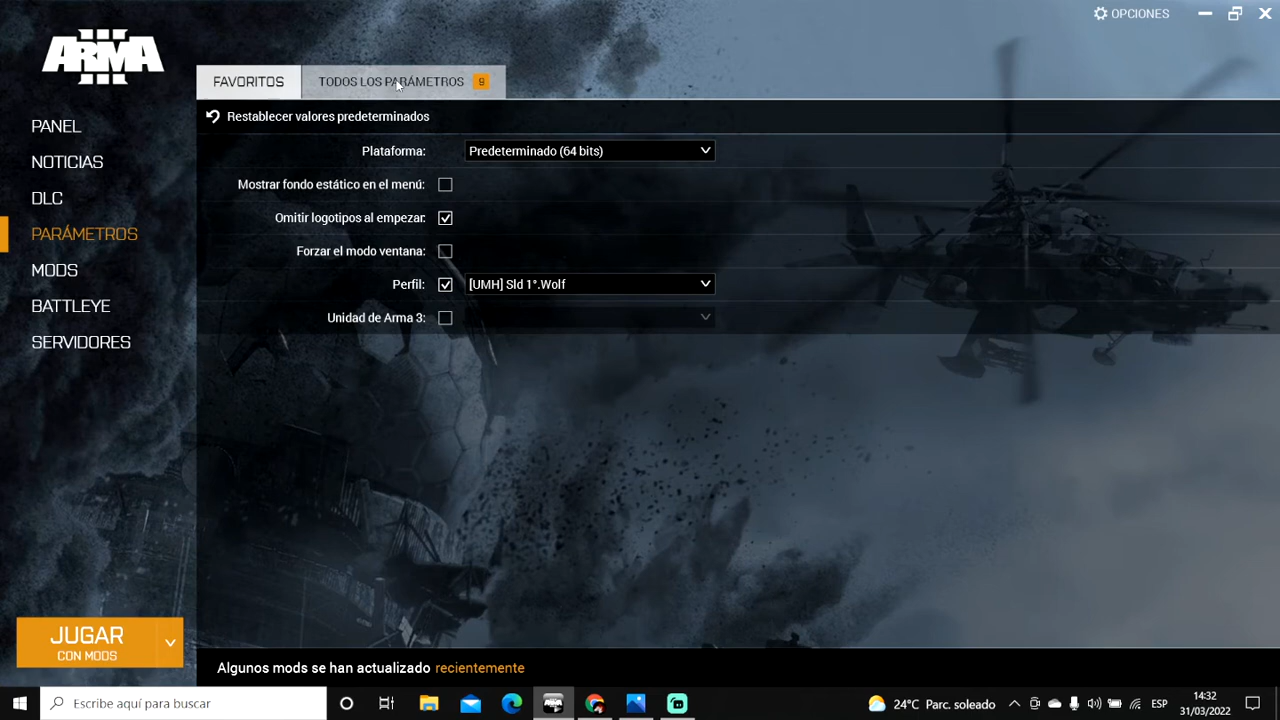 OPCIONES
ARMA
III
FAVORITOS
TODOS LOS PARÁMETROS 9
Restablecer valores predeterminados
PANEL
NOTICIAS
DLC
PARÁMETROS
MODS
BATTLEYE
SERVIDORES
Plataforma: Predeterminado (64 bits)
Mostrar fondo estático en el menú:
Omitir logotipos al empezar:
Forzar el modo ventana:
Perfil: [UMH] Sld 1°.Wolf
Unidad de Arma 3:
JUGAR
CON MODS
Algunos mods se han actualizado recientemente
Escribe aquí para buscar
24°C Parc. soleado
ESP
14:32
31/03/2022